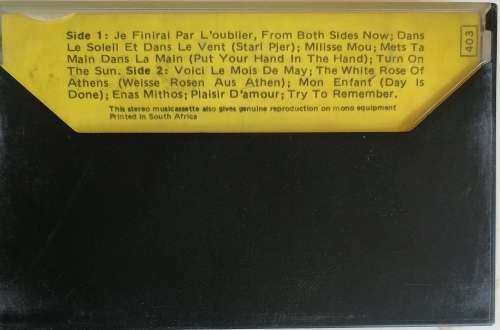 Side 1: Je Finirai Par L'oublier, From Both Sides Now; Dans
Le Soleil Et Dans Le Vent (Stari Pjer); Milisse Mou; Mets Ta
Main Dans La Main (Put Your Hand In The Hand); Turn On
The Sun. Side 2: Voici Le Mois De May; The White Rose Of
Athens (Weisse Rosen Aus Athen); Mon Enfant (Day Is
Done); Enas Mithos; Plaisir D'amour; Try To Remember.
This stereo musicassette also gives genuine reproduction on mono equipment
Printed in South Africa
403